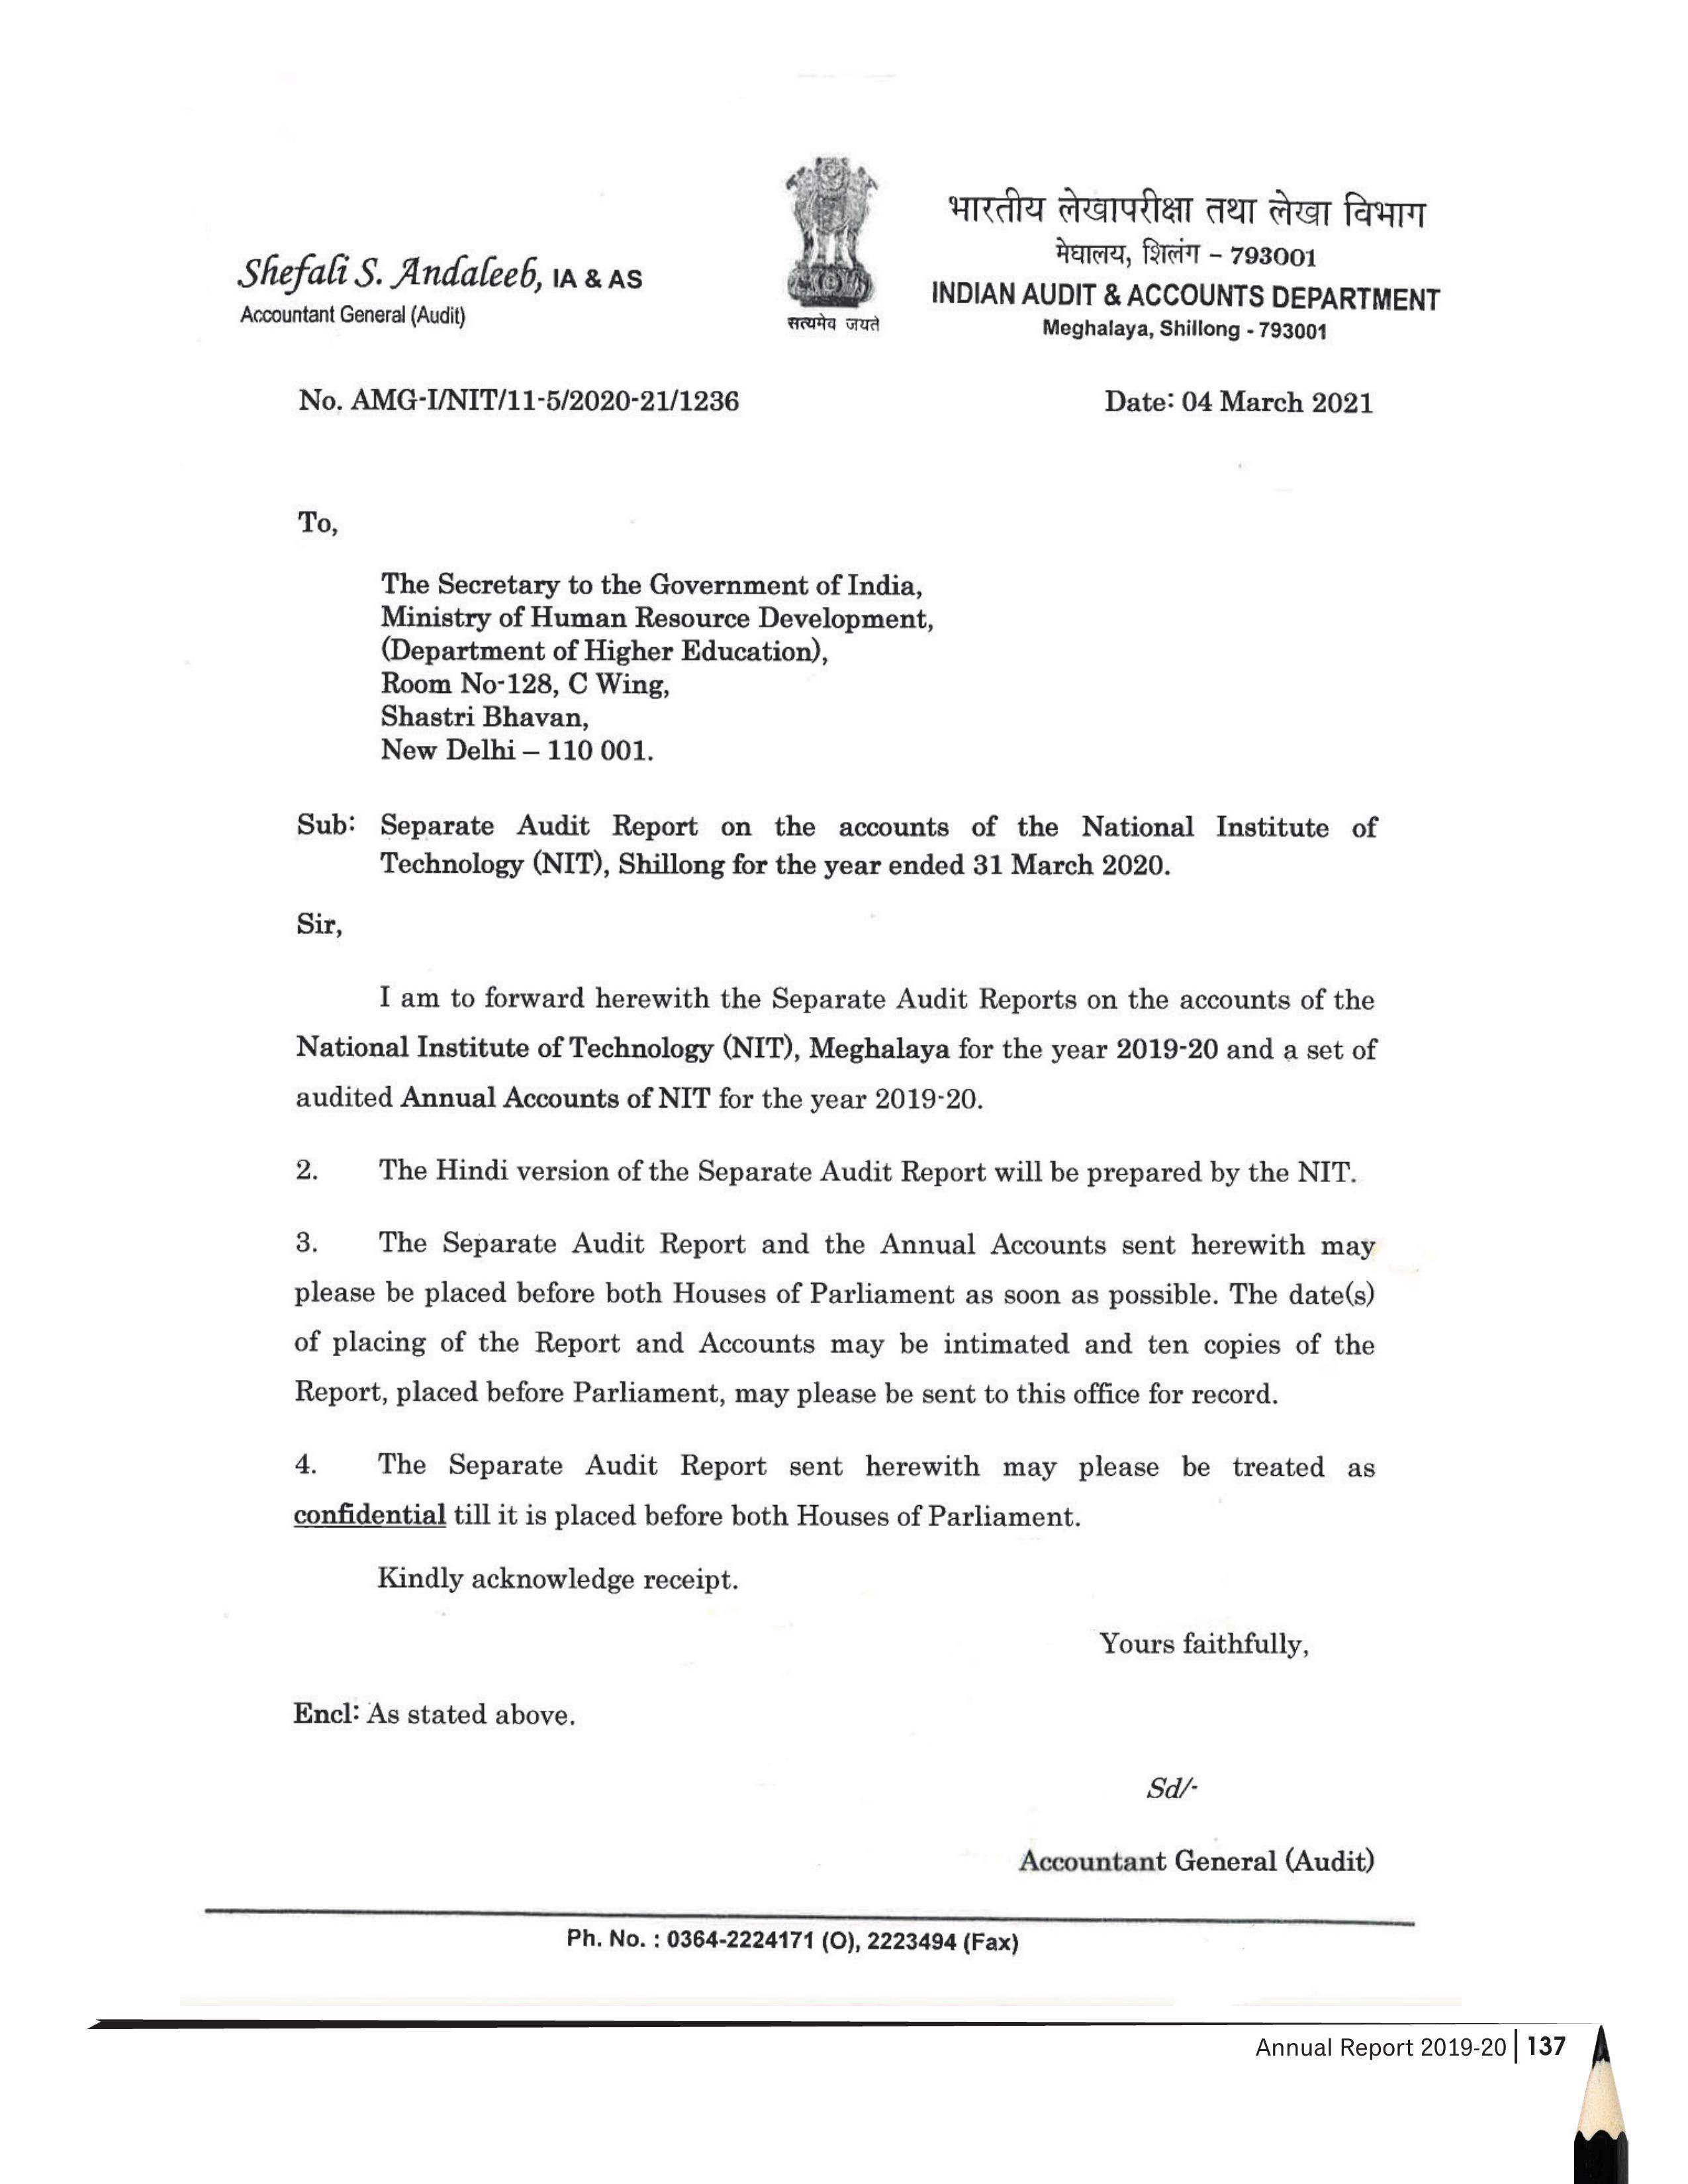 Shefali S. Andaleeb, IA & AS
Accountant General (Audit)
सत्यमेव जयते
भारतीय लेखापरीक्षा तथा लेखा विभाग
मेघालय, शिलंग – 793001
INDIAN AUDIT & ACCOUNTS DEPARTMENT
Meghalaya, Shillong - 793001
No. AMG-I/NIT/11-5/2020-21/1236
Date: 04 March 2021
To,
The Secretary to the Government of India,
Ministry of Human Resource Development,
(Department of Higher Education),
Room No-128, C Wing,
Shastri Bhavan,
New Delhi – 110 001.
Sub: Separate Audit Report on the accounts of the National Institute of
Technology (NIT), Shillong for the year ended 31 March 2020.
Sir,
I am to forward herewith the Separate Audit Reports on the accounts of the
National Institute of Technology (NIT), Meghalaya for the year 2019-20 and a set of
audited Annual Accounts of NIT for the year 2019-20.
2. The Hindi version of the Separate Audit Report will be prepared by the NIT.
3. The Separate Audit Report and the Annual Accounts sent herewith may
please be placed before both Houses of Parliament as soon as possible. The date(s)
of placing of the Report and Accounts may be intimated and ten copies of the
Report, placed before Parliament, may please be sent to this office for record.
4. The Separate Audit Report sent herewith may please be treated as
confidential till it is placed before both Houses of Parliament.
Kindly acknowledge receipt.
Yours faithfully,
Encl: As stated above.
Sd/-
Accountant General (Audit)
Ph. No. : 0364-2224171 (O), 2223494 (Fax)
Annual Report 2019-20 | 137